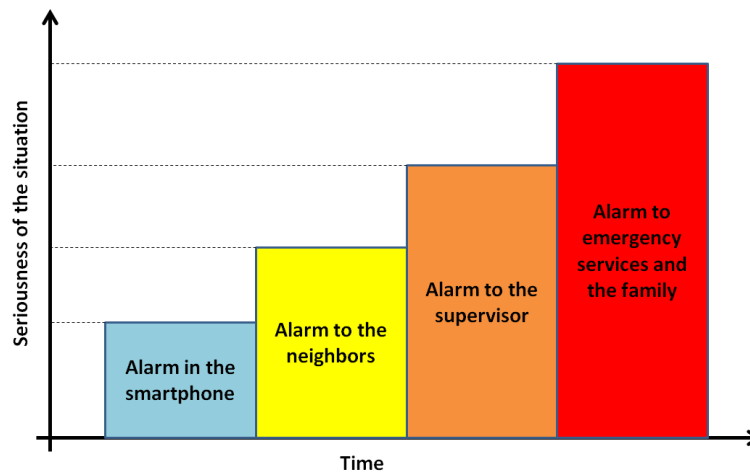 Seriousness of the situation
Alarm in the
smartphone
Alarm to the
neighbors
Alarm to the
supervisor
Alarm to
emergency
services and
the family
Time